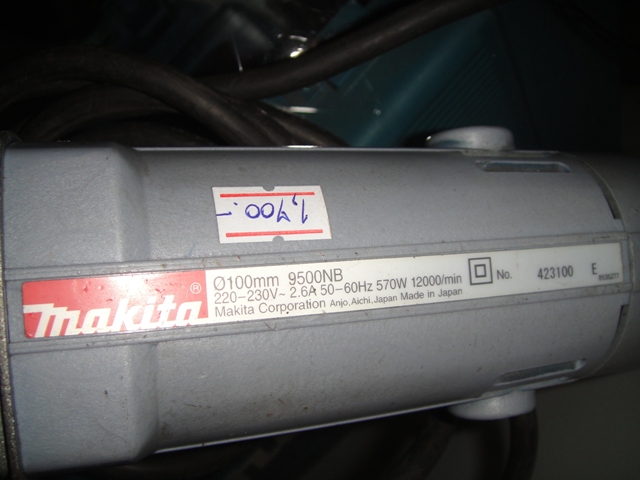 1,700.-
makita®
Ø100mm 9500NB
220-230V~ 2.6A 50-60Hz 570W 12000/min
Makita Corporation Anjo, Aichi, Japan Made in Japan
No. 423100 E